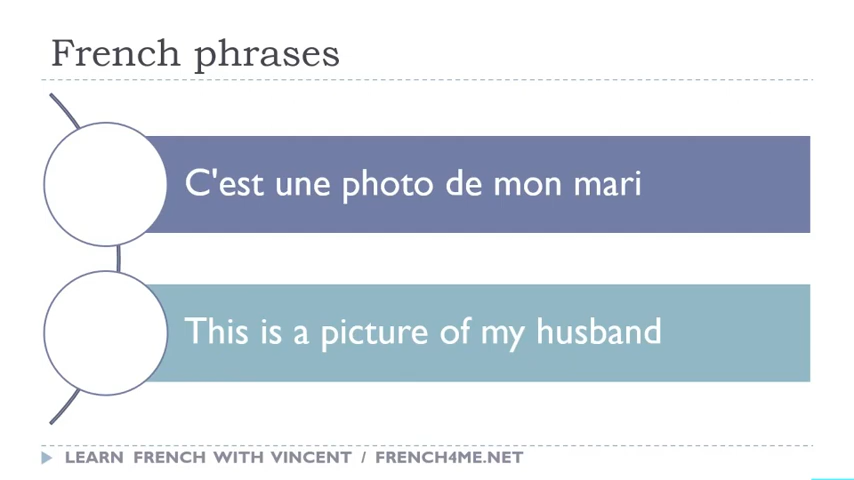 French phrases
C'est une photo de mon mari
This is a picture of my husband
LEARN FRENCH WITH VINCENT / FRENCH4ME.NET